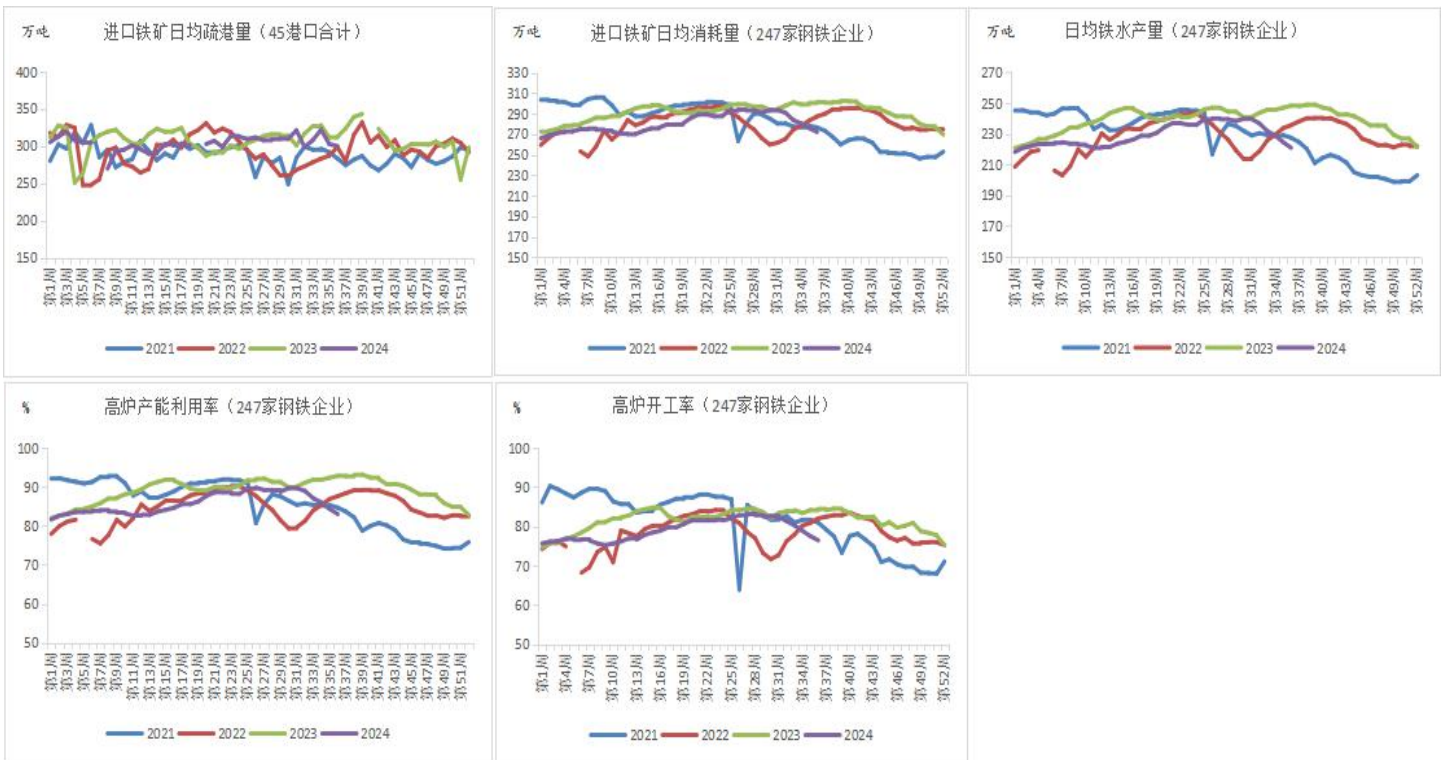 万吨 进口铁矿日均疏港量（45港口合计）
400
350
300
250
200
150
第1周 第3周 第5周 第7周 第9周 第11周 第13周 第15周 第17周 第19周 第21周 第23周 第25周 第27周 第29周 第31周 第33周 第35周 第37周 第39周 第41周 第43周 第45周 第47周 第49周 第51周
2021 2022 2023 2024
万吨 进口铁矿日均消耗量（247家钢铁企业）
330
310
290
270
250
230
210
190
170
150
第1周 第4周 第7周 第10周 第13周 第16周 第19周 第22周 第25周 第28周 第31周 第34周 第37周 第40周 第43周 第46周 第49周 第52周
2021 2022 2023 2024
万吨 日均铁水产量（247家钢铁企业）
270
250
230
210
190
170
150
第1周 第4周 第7周 第10周 第13周 第16周 第19周 第22周 第25周 第28周 第31周 第34周 第37周 第40周 第43周 第46周 第49周 第52周
2021 2022 2023 2024
% 高炉产能利用率（247家钢铁企业）
100
90
80
70
60
50
第1周 第3周 第5周 第7周 第9周 第11周 第13周 第15周 第17周 第19周 第21周 第23周 第25周 第27周 第29周 第31周 第33周 第35周 第37周 第39周 第41周 第43周 第45周 第47周 第49周 第51周
2021 2022 2023 2024
% 高炉开工率（247家钢铁企业）
100
90
80
70
60
50
第1周 第4周 第7周 第10周 第13周 第16周 第19周 第22周 第25周 第28周 第31周 第34周 第37周 第40周 第43周 第46周 第49周 第52周
2021 2022 2023 2024